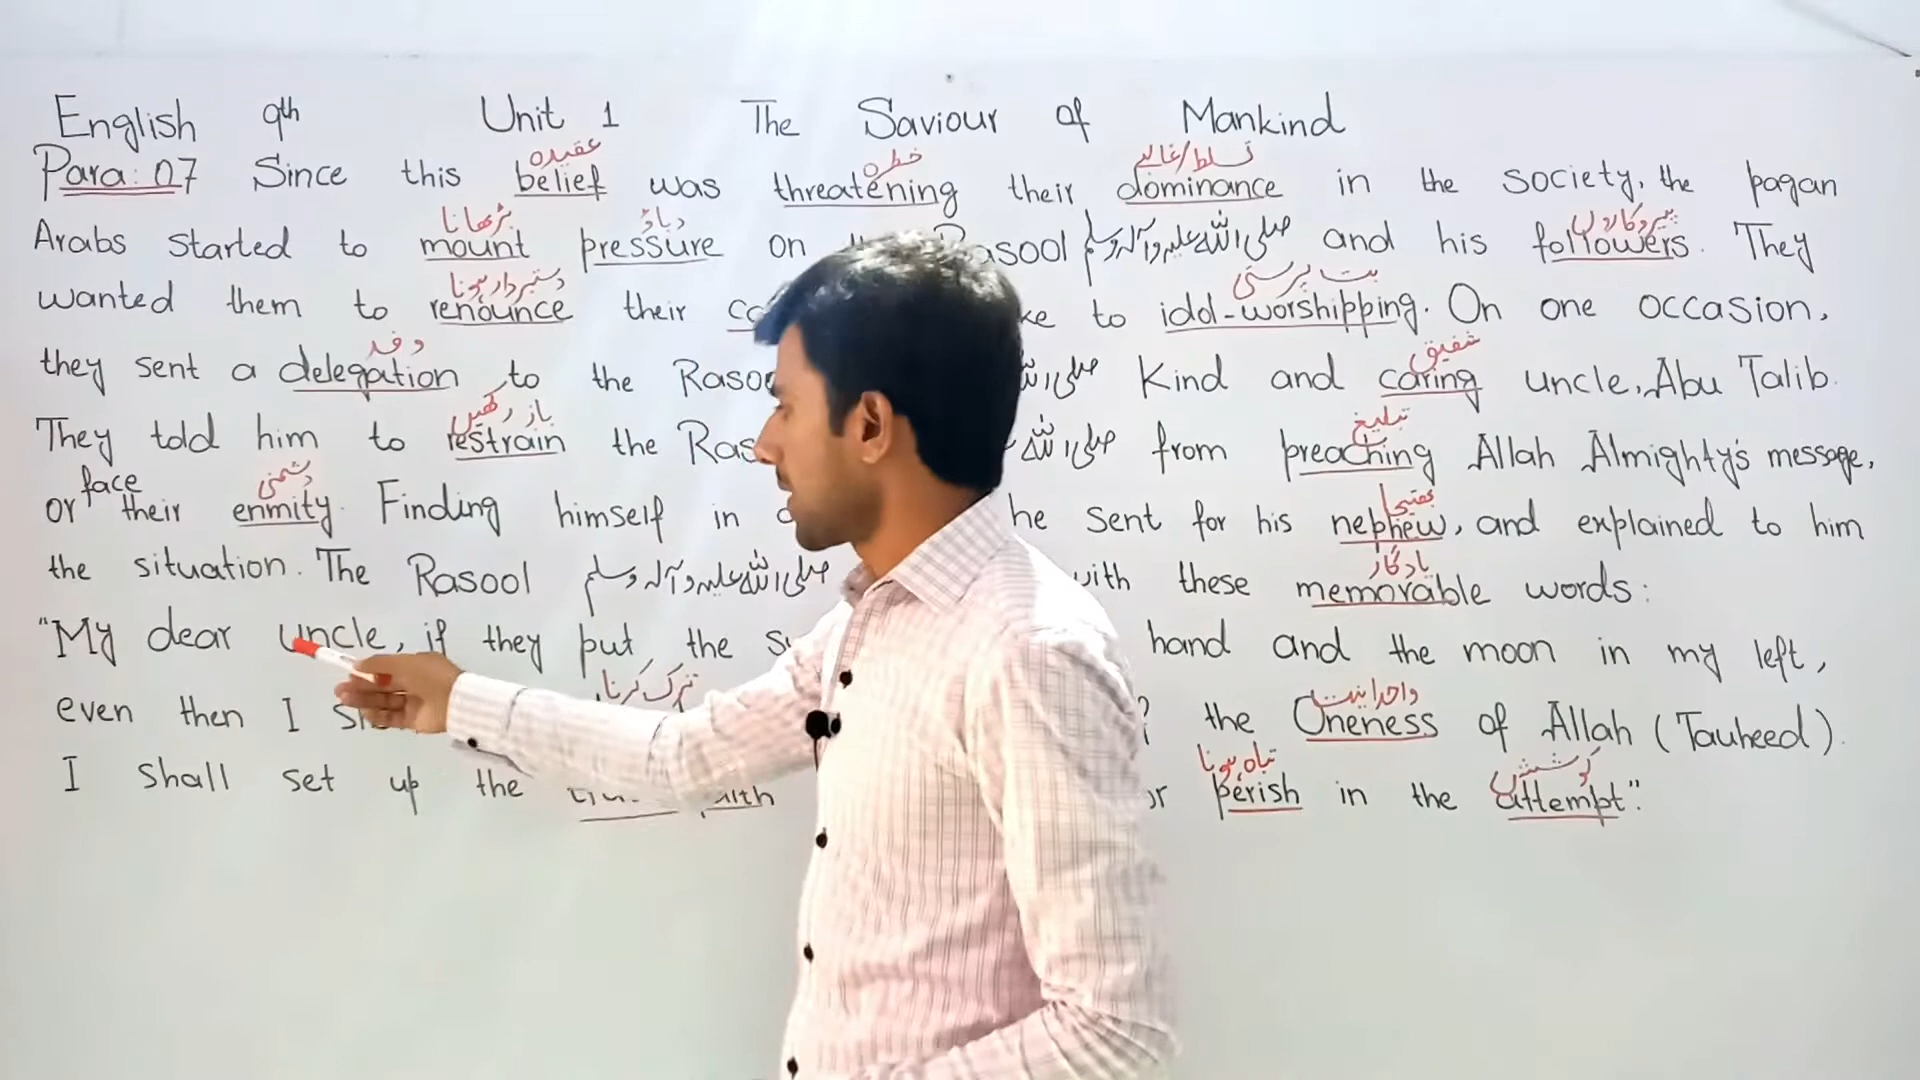 English 9th Unit 1 The Saviour of Mankind
عقیدہ خطرہ تسلط/غالب
Para: 07 Since this belief was threatening their dominance in the society, the pagan
بڑھانا دباؤ پیروکاروں
Arabs started to mount pressure on Rasool صلی اللہ علیہ وآلہ وسلم and his followers. They
دستبردار ہونا بت پرستی
wanted them to renounce their to idol-worshipping. On one occasion,
وفد شفیق
they sent a delegation to the Kind and caring uncle, Abu Talib.
باز رکھیں تبلیغ
They told him to restrain the from preaching Allah Almighty's message,
face دشمنی بھتیجا
or their enmity. Finding himself in he sent for his nephew, and explained to him
یادگار
the situation. The Rasool صلی اللہ علیہ وآلہ وسلم with these memorable words:
"My dear uncle, if they put the hand and the moon in my left,
ترک کرنا واحدانیت
even then I the Oneness of Allah (Tauheed).
تباہ ہونا کوشش
I shall set up the or perish in the attempt".